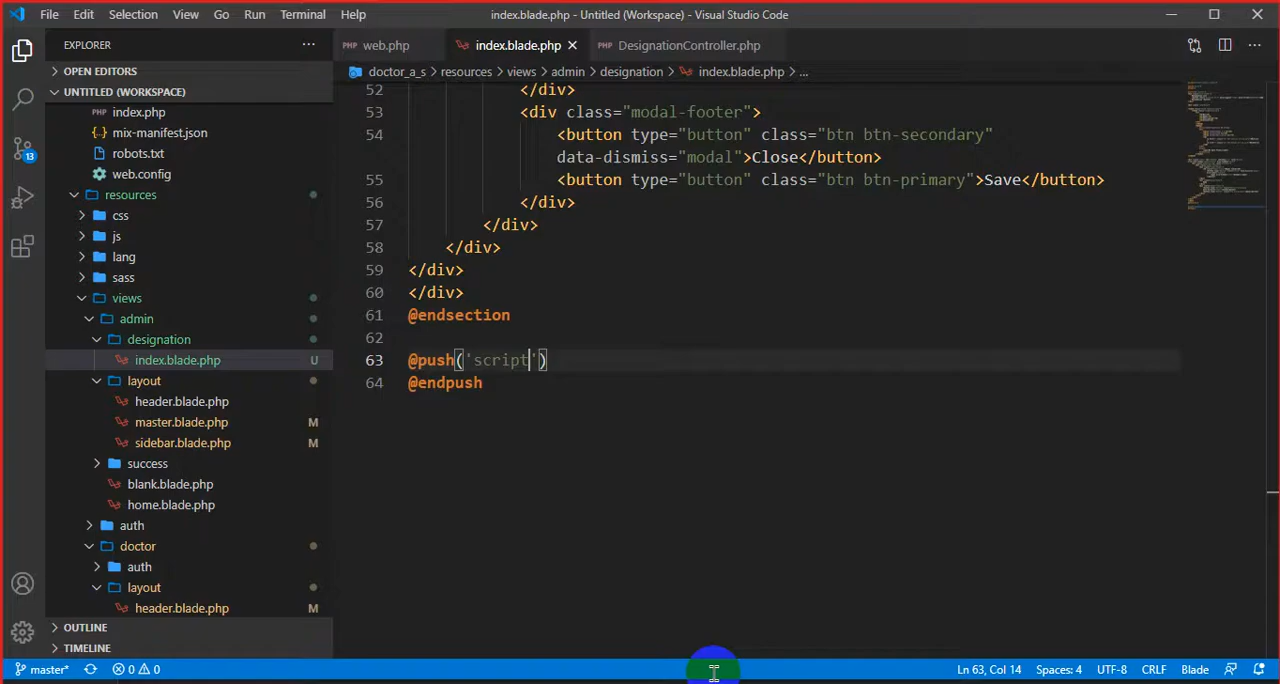 File Edit Selection View Go Run Terminal Help index.blade.php - Untitled (Workspace) - Visual Studio Code
EXPLORER
OPEN EDITORS
UNTITLED (WORKSPACE)
index.php
mix-manifest.json
robots.txt
web.config
resources
css
js
lang
sass
views
admin
designation
index.blade.php U
layout
header.blade.php
master.blade.php M
sidebar.blade.php M
success
blank.blade.php
home.blade.php
auth
doctor
auth
layout
header.blade.php M
OUTLINE
TIMELINE
13
PHP web.php index.blade.php PHP DesignationController.php
doctor_a_s > resources > views > admin > designation > index.blade.php > ...
52 </div>
53 <div class="modal-footer">
54 <button type="button" class="btn btn-secondary"
data-dismiss="modal">Close</button>
55 <button type="button" class="btn btn-primary">Save</button>
56 </div>
57 </div>
58 </div>
59 </div>
60 </div>
61 @endsection
62
63 @push('script')
64 @endpush
master* 0 0 Ln 63, Col 14 Spaces: 4 UTF-8 CRLF Blade